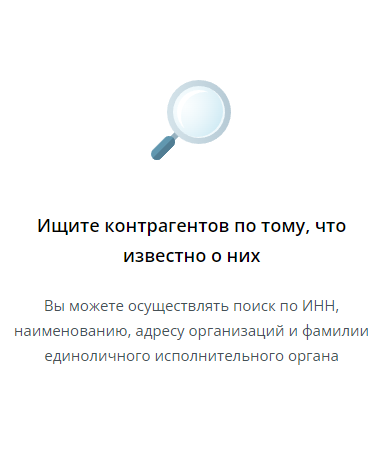 Ищите контрагентов по тому, что
известно о них
Вы можете осуществлять поиск по ИНН,
наименованию, адресу организаций и фамилии
единоличного исполнительного органа